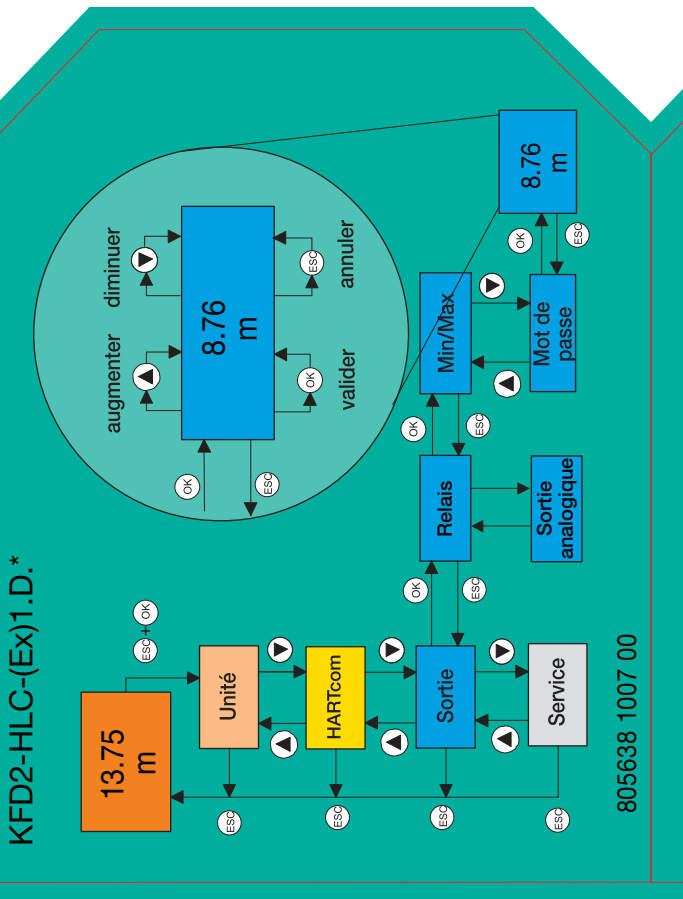 KFD2-HLC-(Ex)1.D.*
13.75
m
ESC + OK
Unité
ESC
HARTcom
ESC
Sortie
ESC
Service
ESC
OK
ESC
Relais
Sortie
analogique
OK
ESC
Min/Max
Mot de
passe
OK
ESC
8.76
m
augmenter
diminuer
OK
8.76
m
ESC
OK
ESC
valider
annuler
805638 1007 00